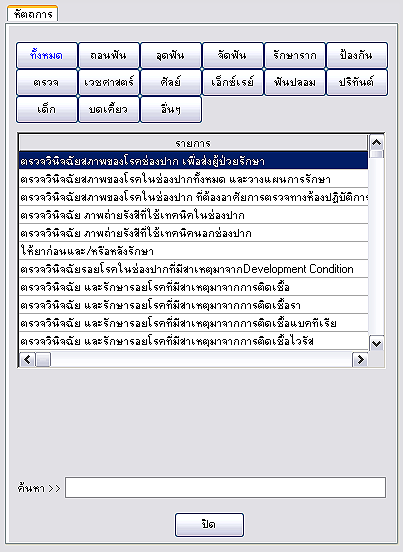 หัตถการ
ทั้งหมด ถอนฟัน อุดฟัน จัดฟัน รักษาราก ป้องกัน
ตรวจ เวชศาสตร์ ศัลย์ เอ็กซ์เรย์ ฟันปลอม ปริทันต์
เด็ก บดเคี้ยว อื่นๆ
รายการ
ตรวจวินิจฉัยสภาพของโรคช่องปาก เพื่อส่งผู้ป่วยรักษา
ตรวจวินิจฉัยสภาพของโรคในช่องปากทั้งหมด และวางแผนการรักษา
ตรวจวินิจฉัยสภาพของโรคในช่องปาก ที่ต้องอาศัยการตรวจทางห้องปฏิบัติการ
ตรวจวินิจฉัย ภาพถ่ายรังสีที่ใช้เทคนิคในช่องปาก
ตรวจวินิจฉัย ภาพถ่ายรังสีที่ใช้เทคนิคนอกช่องปาก
ให้ยาก่อนและ/หรือหลังรักษา
ตรวจวินิจฉัยรอยโรคในช่องปากที่มีสาเหตุมาจากDevelopment Condition
ตรวจวินิจฉัย และรักษารอยโรคที่มีสาเหตุมาจากการติดเชื้อ
ตรวจวินิจฉัย และรักษารอยโรคที่มีสาเหตุมาจากการติดเชื้อรา
ตรวจวินิจฉัย และรักษารอยโรคที่มีสาเหตุมาจากการติดเชื้อแบคทีเรีย
ตรวจวินิจฉัย และรักษารอยโรคที่มีสาเหตุมาจากการติดเชื้อไวรัส
ค้นหา >>
ปิด